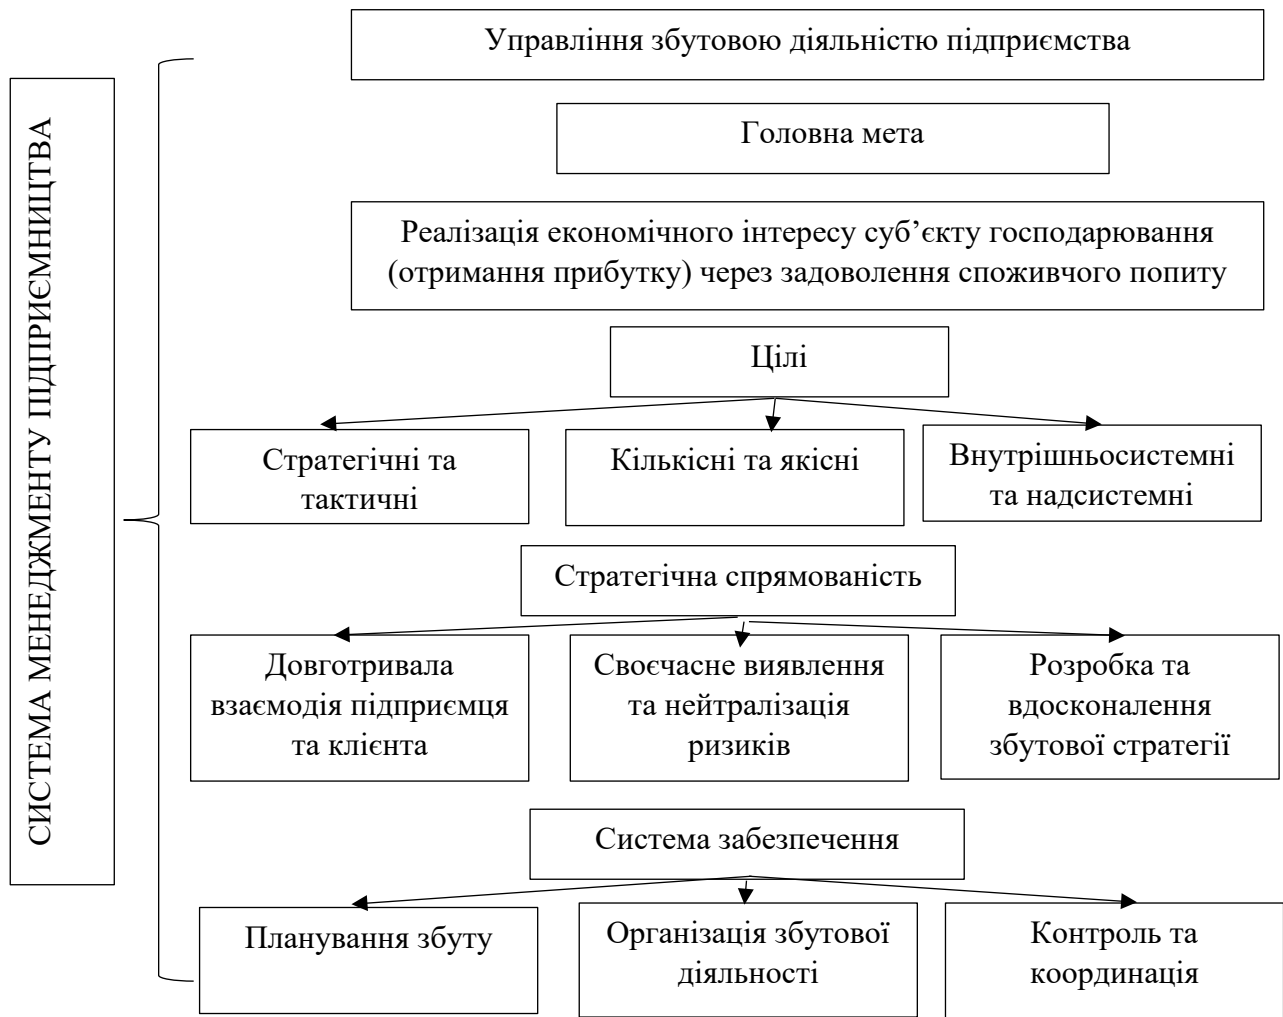 СИСТЕМА МЕНЕДЖМЕНТУ ПІДПРИЄМНИЦТВА
Управління збутовою діяльністю підприємства
Головна мета
Реалізація економічного інтересу суб’єкту господарювання
(отримання прибутку) через задоволення споживчого попиту
Цілі
Стратегічні та
тактичні
Кількісні та якісні
Внутрішньосистемні
та надсистемні
Стратегічна спрямованість
Довготривала
взаємодія підприємця
та клієнта
Своєчасне виявлення
та нейтралізація
ризиків
Розробка та
вдосконалення
збутової стратегії
Система забезпечення
Планування збуту
Організація збутової
діяльності
Контроль та
координація